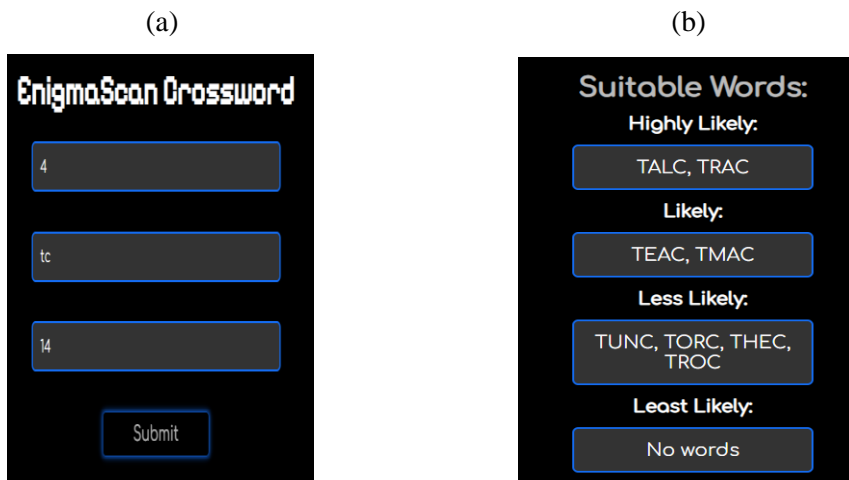 (a)
EnigmaScan Crossword
4
tc
14
Submit
(b)
Suitable Words:
Highly Likely:
TALC, TRAC
Likely:
TEAC, TMAC
Less Likely:
TUNC, TORC, THEC,
TROC
Least Likely:
No words